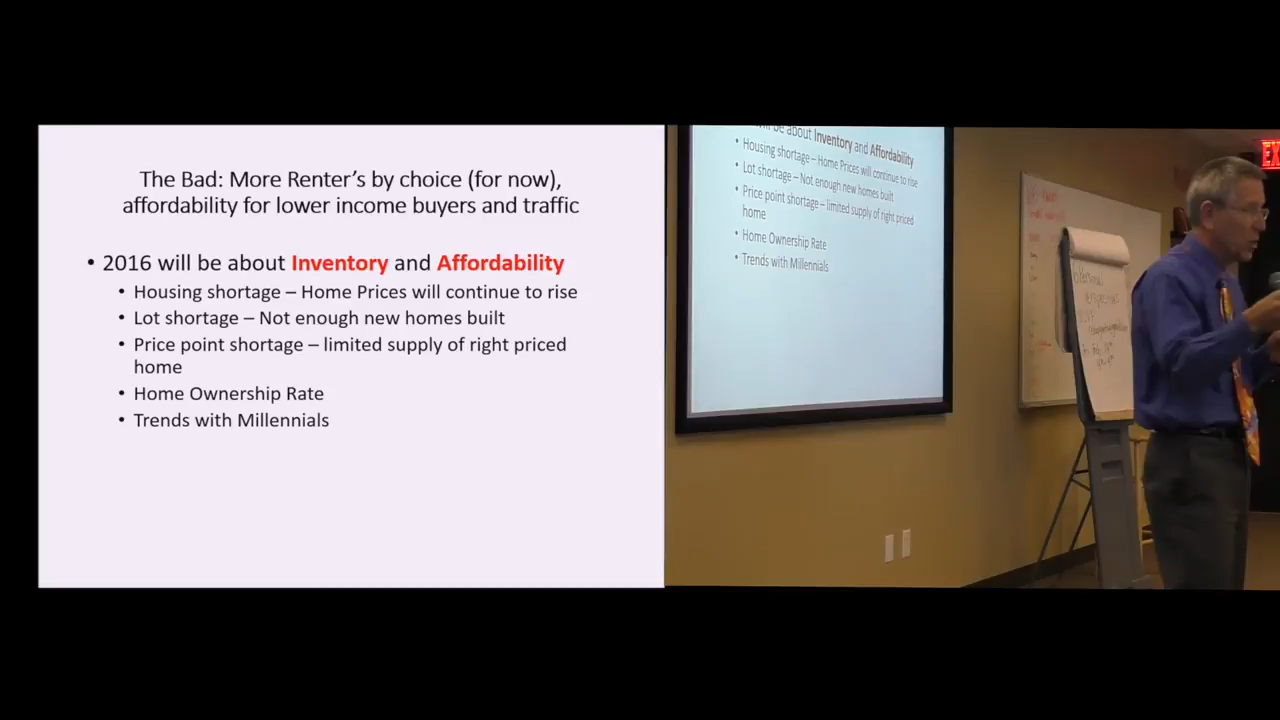 The Bad: More Renter's by choice (for now),
affordability for lower income buyers and traffic
• 2016 will be about Inventory and Affordability
• Housing shortage – Home Prices will continue to rise
• Lot shortage – Not enough new homes built
• Price point shortage – limited supply of right priced
home
• Home Ownership Rate
• Trends with Millennials
will be about Inventory and Affordability
• Housing shortage – Home Prices will continue to rise
• Lot shortage – Not enough new homes built
• Price point shortage – limited supply of right priced
home
• Home Ownership Rate
• Trends with Millennials
EX
Personal